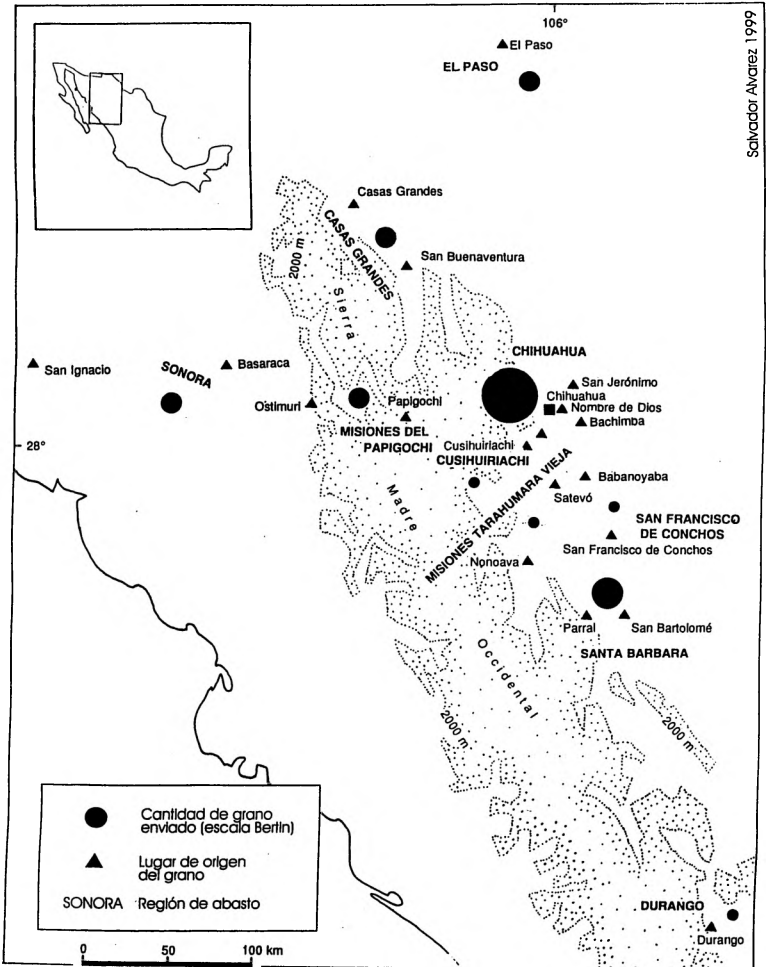 106°
Salvador Alvarez 1999
El Paso
EL PASO
Casas Grandes
CASAS GRANDES
2000 m
San Buenaventura
Sierra
CHIHUAHUA
San Ignacio
SONORA
Basaraca
Ostimuri
Papigochi
San Jerónimo
Chihuahua
Nombre de Dios
Bachimba
MISIONES DEL
PAPIGOCHI
Cusihuiriachi
CUSIHUIRIACHI
28°
Madre
MISIONES TARAHUMARA VIEJA
Babanoyaba
Satevó
SAN FRANCISCO
DE CONCHOS
San Francisco de Conchos
Nonoava
Parral
San Bartolomé
SANTA BARBARA
Occidental
2000 m
2000 m
Cantidad de grano
enviado (escala Bertin)
Lugar de origen
del grano
SONORA Región de abasto
0 50 100 km
DURANGO
Durango